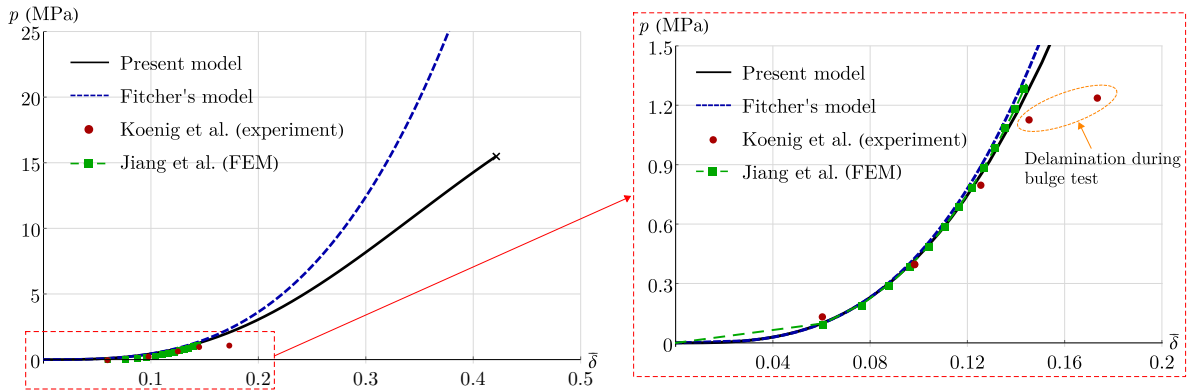 p (MPa)
25
20
15
10
5
0
0.1
0.2
0.3
0.4
0.5
δ̅
Present model
Fitcher's model
Koenig et al. (experiment)
Jiang et al. (FEM)
p (MPa)
1.5
1.2
0.9
0.6
0.3
0
0.04
0.08
0.12
0.16
0.2
δ̅
Present model
Fitcher's model
Koenig et al. (experiment)
Jiang et al. (FEM)
Delamination during
bulge test